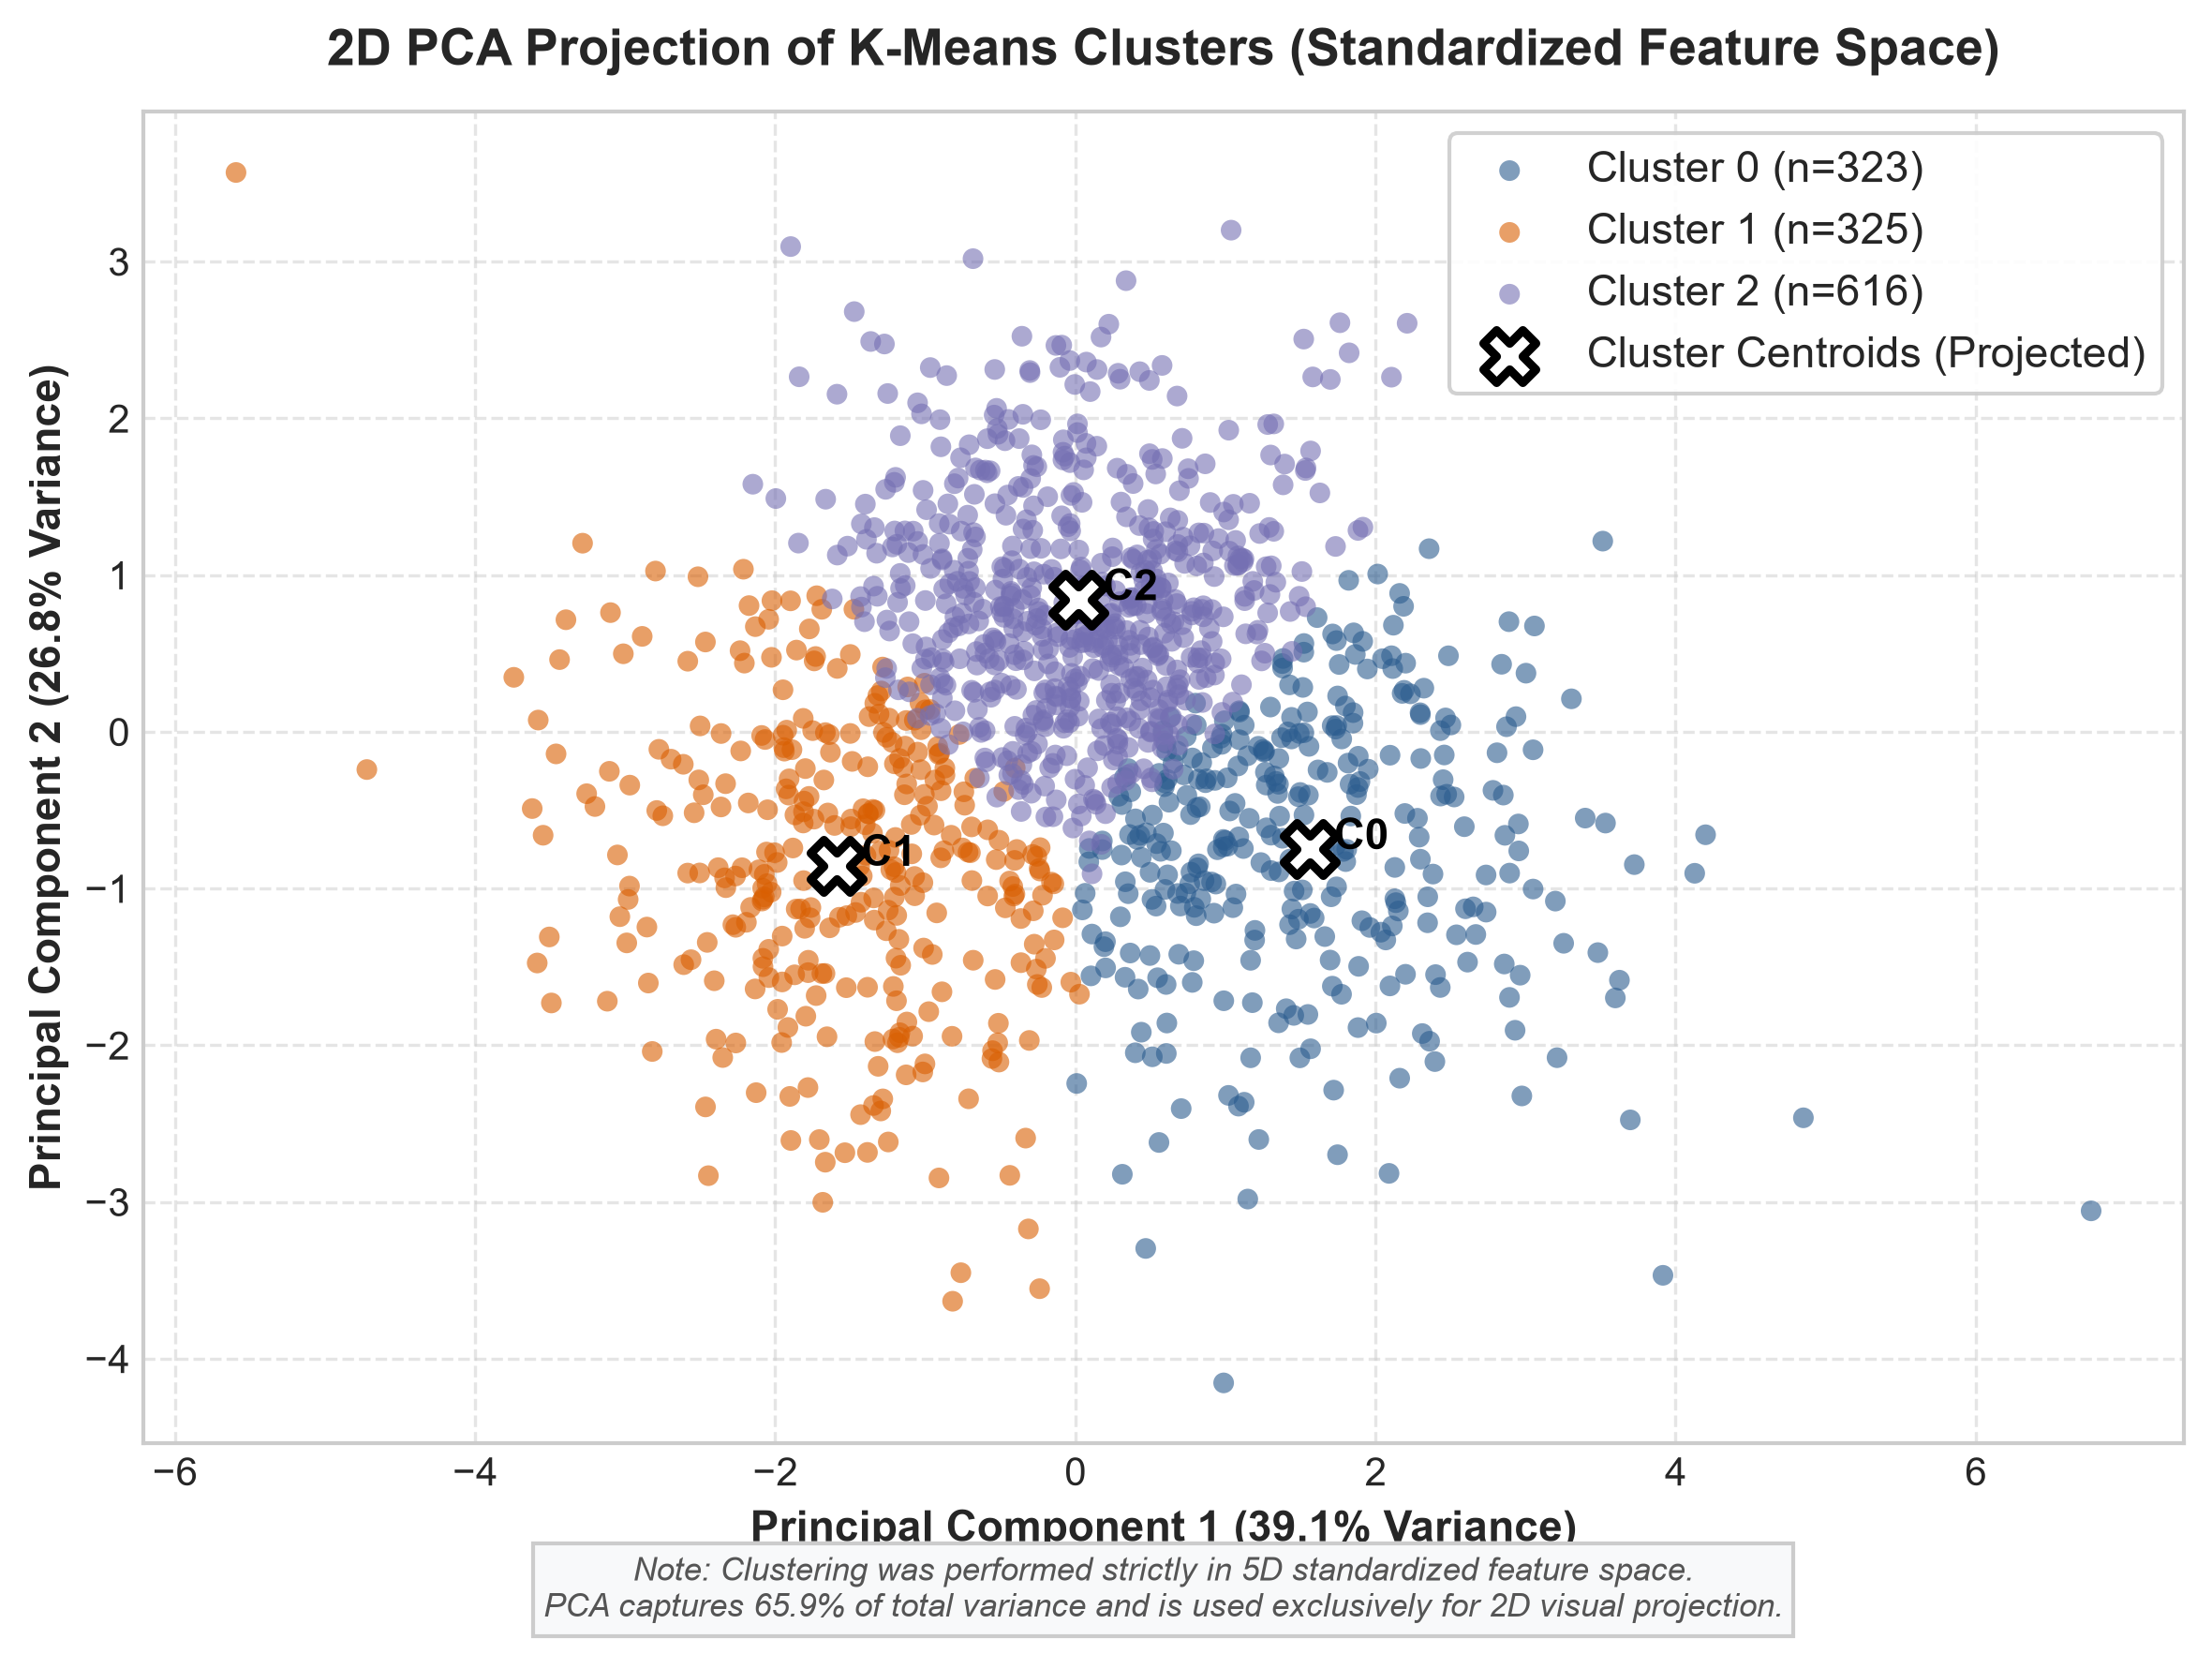 2D PCA Projection of K-Means Clusters (Standardized Feature Space)
Cluster 0 (n=323)
Cluster 1 (n=325)
Cluster 2 (n=616)
Cluster Centroids (Projected)
Principal Component 2 (26.8% Variance)
3
2
1
0
−1
−2
−3
−4
C2
C1
C0
−6
−4
−2
0
2
4
6
Principal Component 1 (39.1% Variance)
Note: Clustering was performed strictly in 5D standardized feature space.
PCA captures 65.9% of total variance and is used exclusively for 2D visual projection.